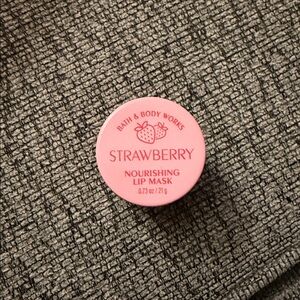 BATH & BODY WORKS
STRAWBERRY
NOURISHING
LIP MASK
0.73 oz / 21 g